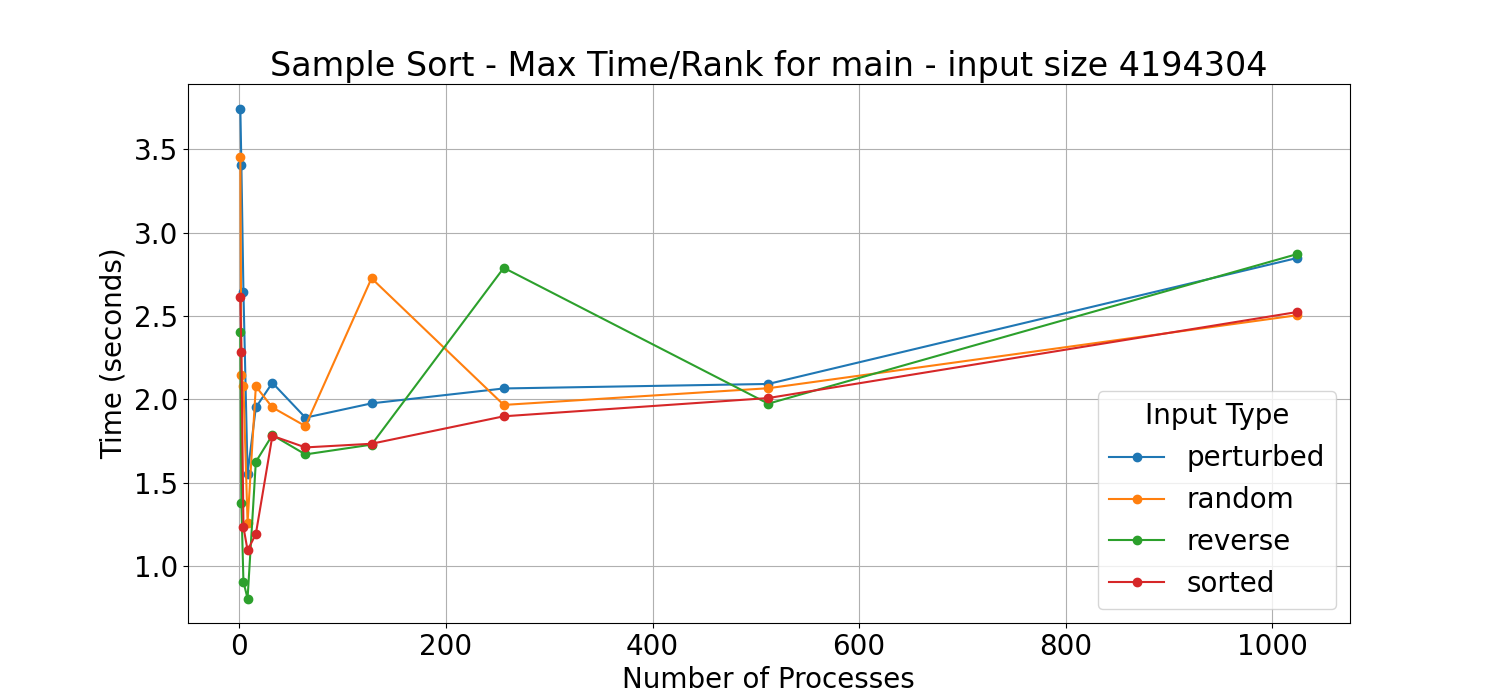 Sample Sort - Max Time/Rank for main - input size 4194304
Time (seconds)
3.5
3.0
2.5
2.0
1.5
1.0
0
200
400
600
800
1000
Number of Processes
Input Type
perturbed
random
reverse
sorted